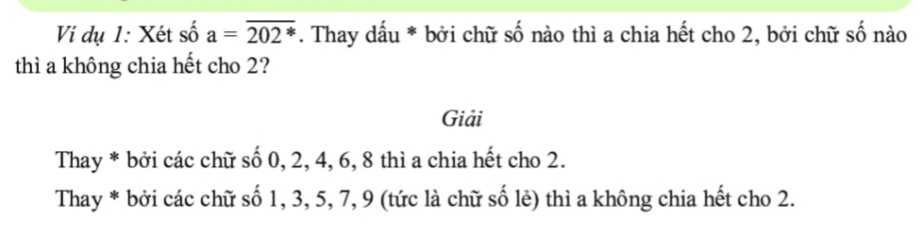 Ví dụ 1: Xét số a = \overline{202*}. Thay dấu * bởi chữ số nào thì a chia hết cho 2, bởi chữ số nào
thì a không chia hết cho 2?
Giải
Thay * bởi các chữ số 0, 2, 4, 6, 8 thì a chia hết cho 2.
Thay * bởi các chữ số 1, 3, 5, 7, 9 (tức là chữ số lẻ) thì a không chia hết cho 2.